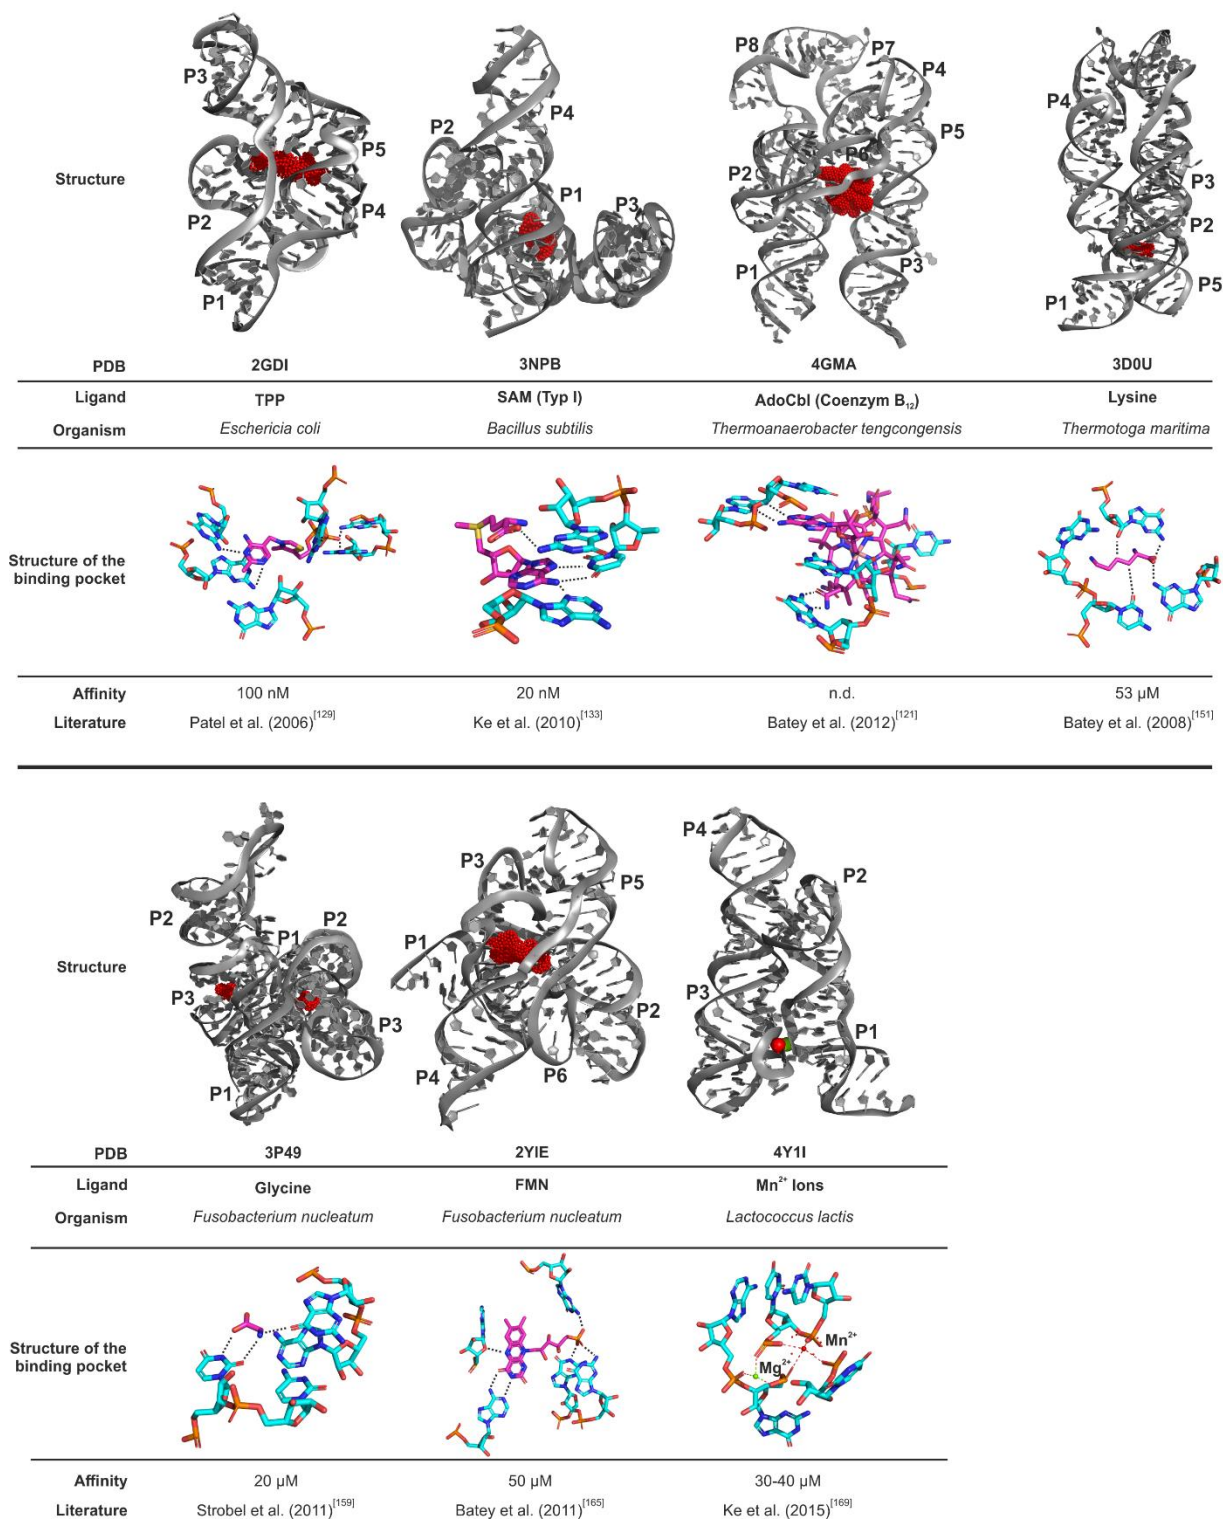 P3
P5
P2
P4
P1
P4
P2
P1
P3
P8
P7
P4
P5
P6
P2
P1
P3
P4
P3
P2
P5
P1
Structure
PDB 2GDI 3NPB 4GMA 3D0U
Ligand TPP SAM (Typ I) AdoCbl (Coenzym B₁₂) Lysine
Organism Eschericia coli Bacillus subtilis Thermoanaerobacter tengcongensis Thermotoga maritima
Structure of the
binding pocket
Affinity 100 nM 20 nM n.d. 53 µM
Literature Patel et al. (2006)[129] Ke et al. (2010)[133] Batey et al. (2012)[121] Batey et al. (2008)[151]
P2
P1
P2
P3
P3
P1
P3
P5
P1
P2
P4
P6
P4
P2
P3
P1
Structure
PDB 3P49 2YIE 4Y1I
Ligand Glycine FMN Mn²⁺ Ions
Organism Fusobacterium nucleatum Fusobacterium nucleatum Lactococcus lactis
Structure of the
binding pocket
Mn²⁺
Mg²⁺
Affinity 20 µM 50 µM 30-40 µM
Literature Strobel et al. (2011)[159] Batey et al. (2011)[165] Ke et al. (2015)[169]